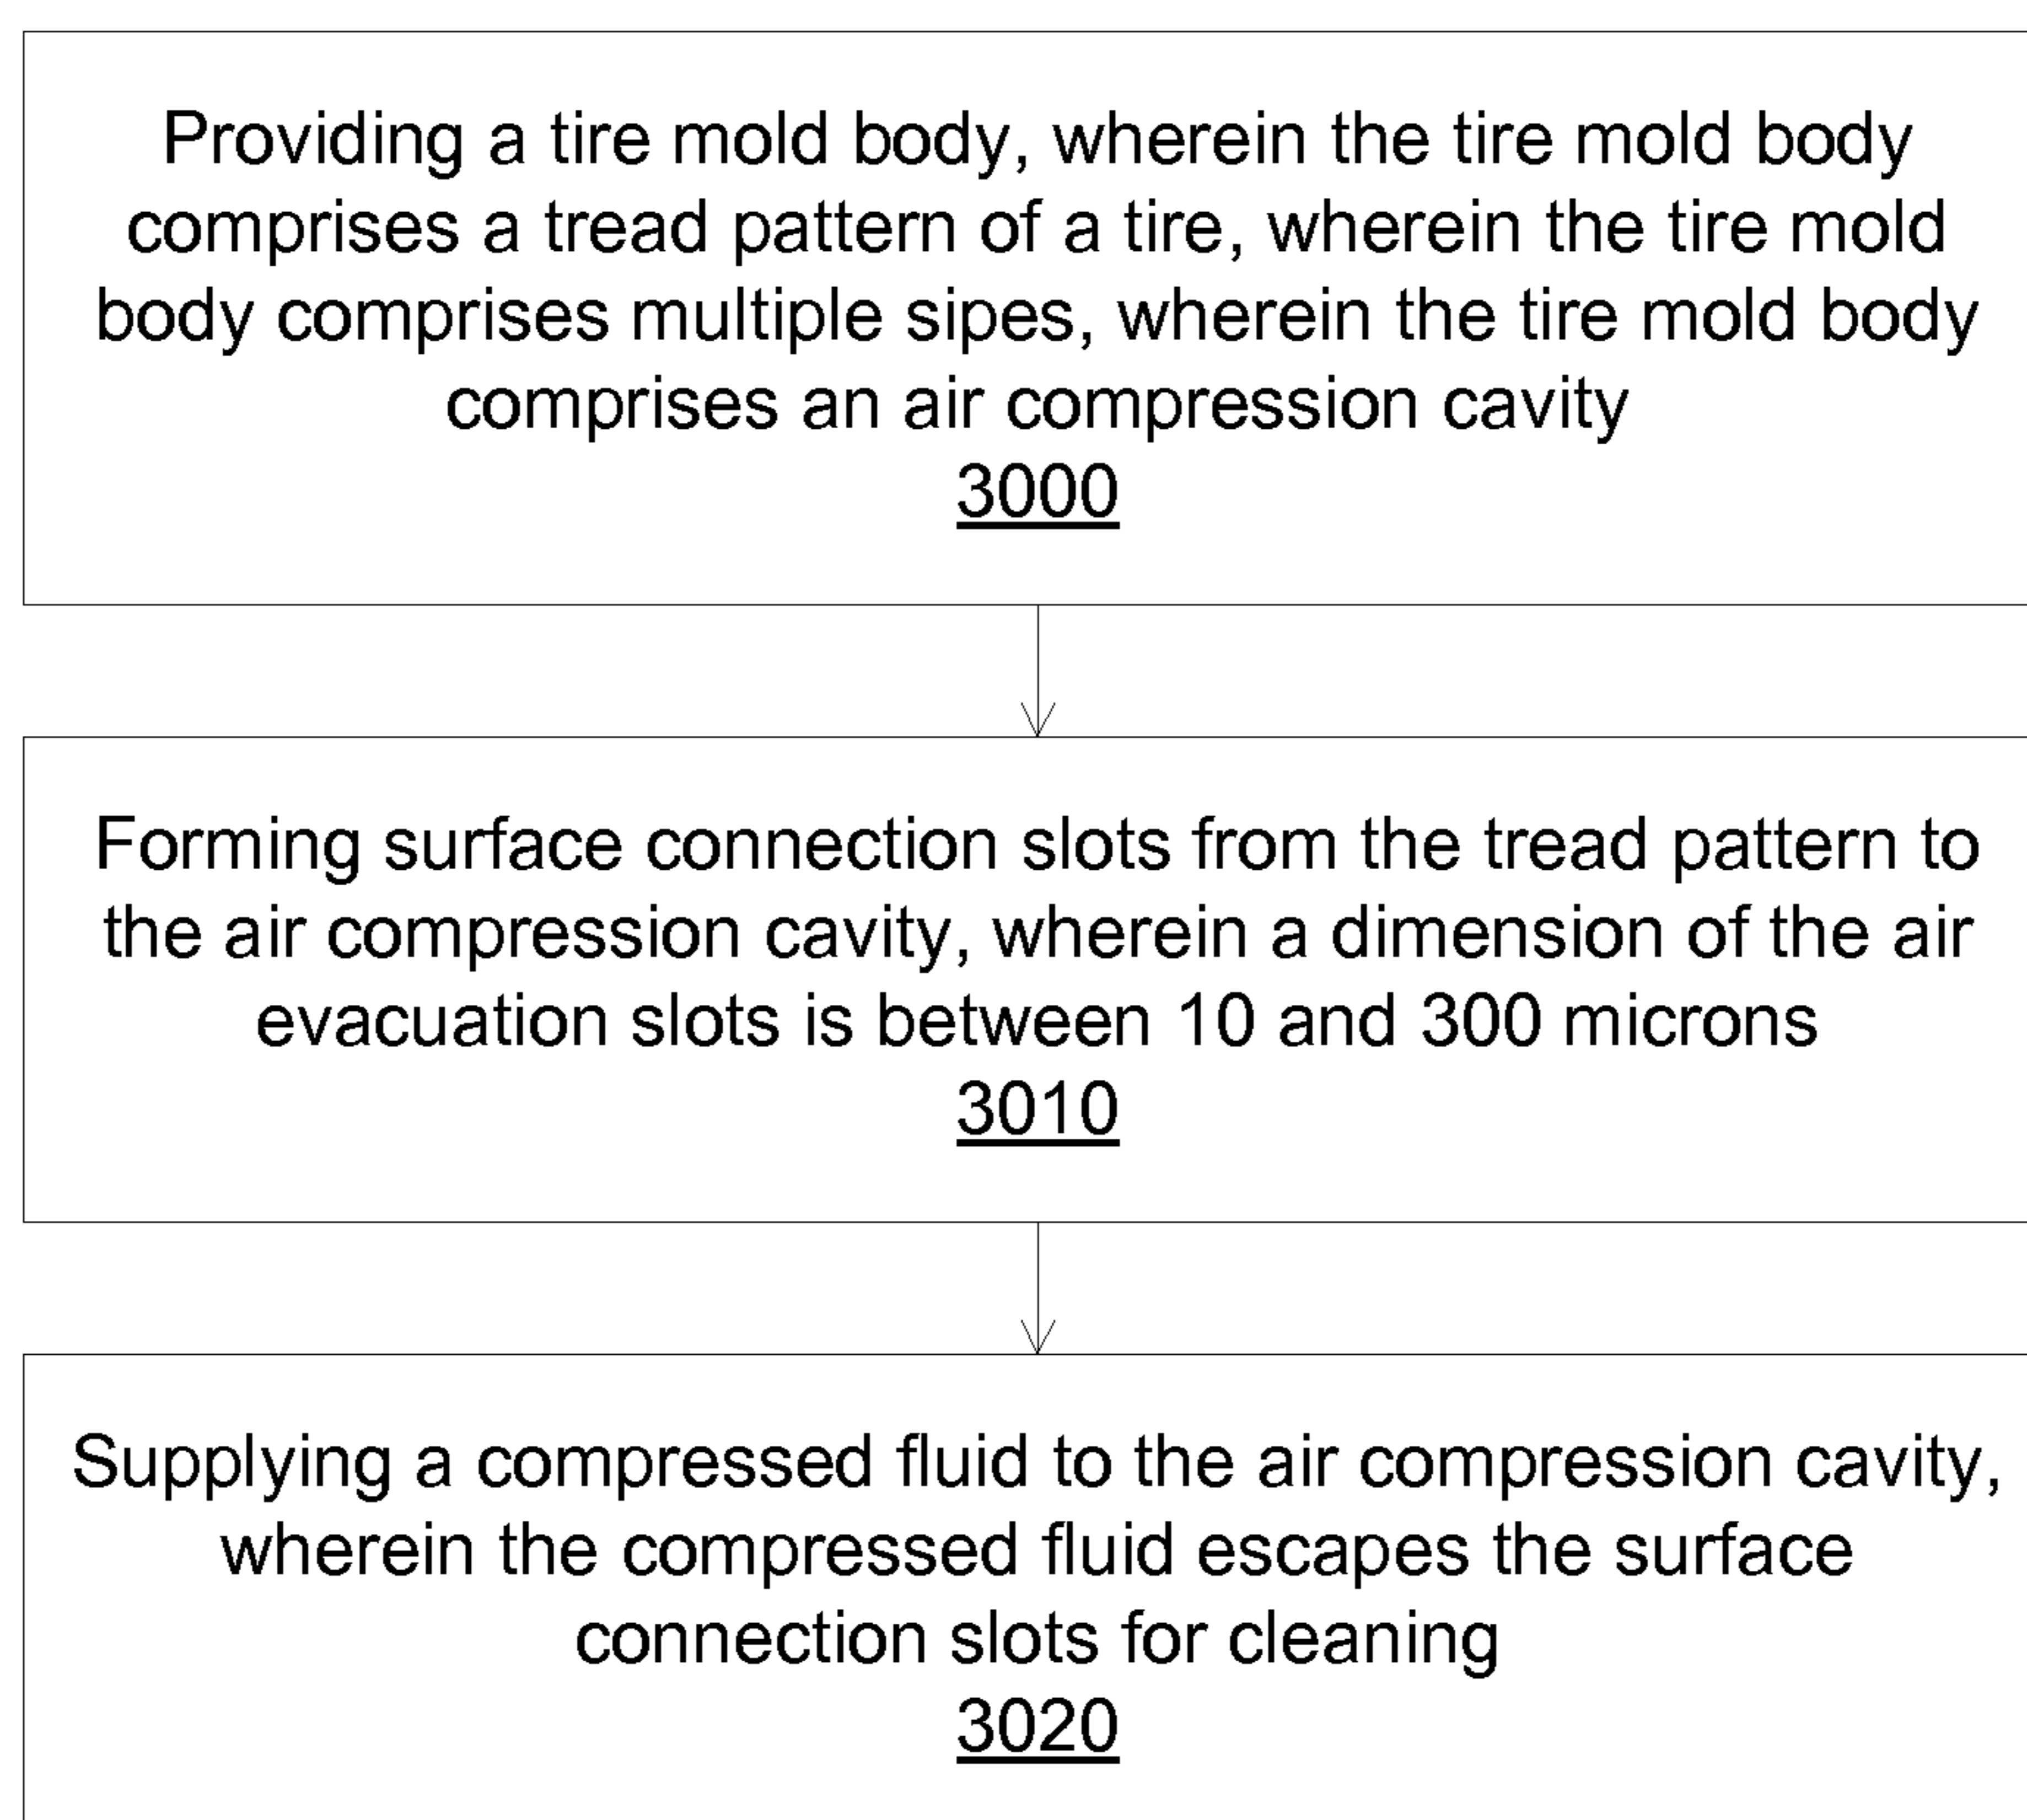 Providing a tire mold body, wherein the tire mold body
comprises a tread pattern of a tire, wherein the tire mold
body comprises multiple sipes, wherein the tire mold body
comprises an air compression cavity
3000
Forming surface connection slots from the tread pattern to
the air compression cavity, wherein a dimension of the air
evacuation slots is between 10 and 300 microns
3010
Supplying a compressed fluid to the air compression cavity,
wherein the compressed fluid escapes the surface
connection slots for cleaning
3020